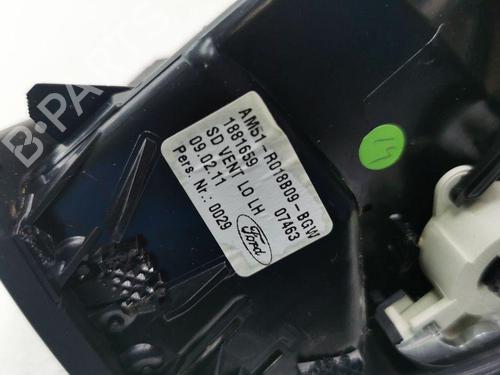 AM51-R018B09-BGW
1881659 07463
SD VENT LO LH
09.02.11
Pers. Nr.: 0029
Ford
B-PARTS